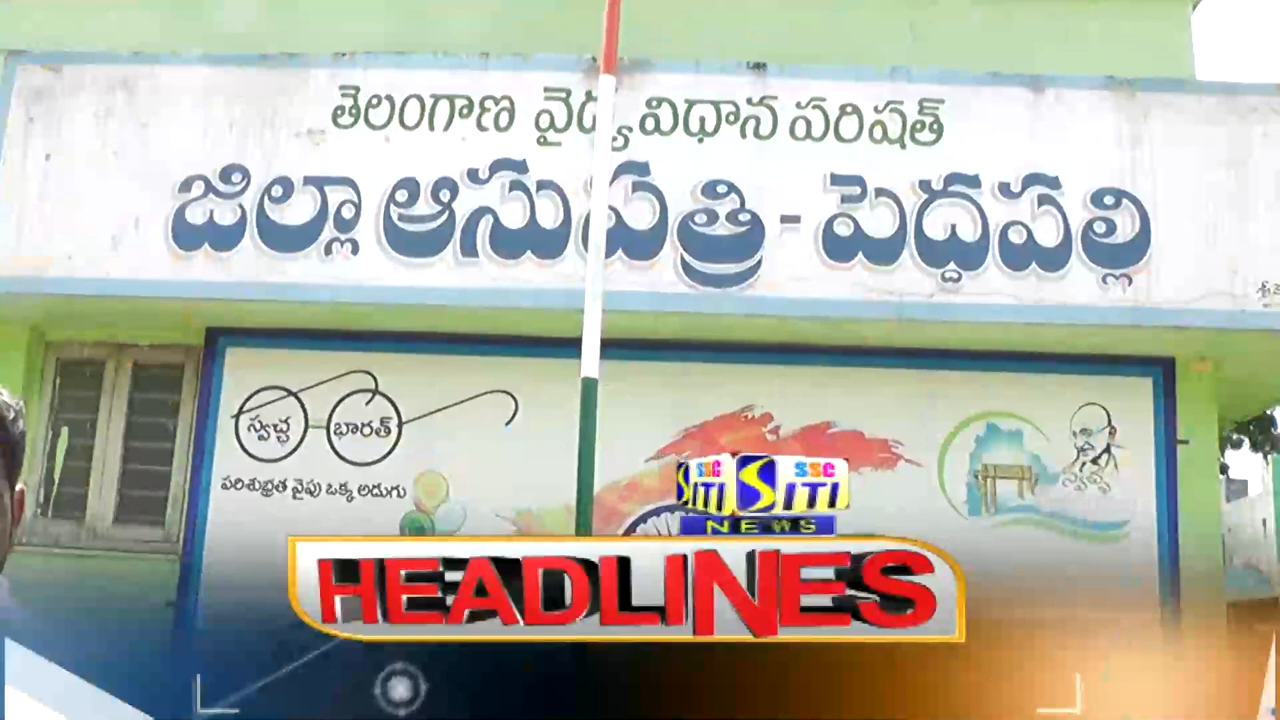 తెలంగాణ వైద్య విధాన పరిషత్
జిల్లా ఆసుపత్రి - పెద్దపల్లి
స్వచ్ఛ భారత్
పరిశుభ్రత వైపు ఒక్క అడుగు
SSC SSC
SITI SITI
NEWS
HEADLINES